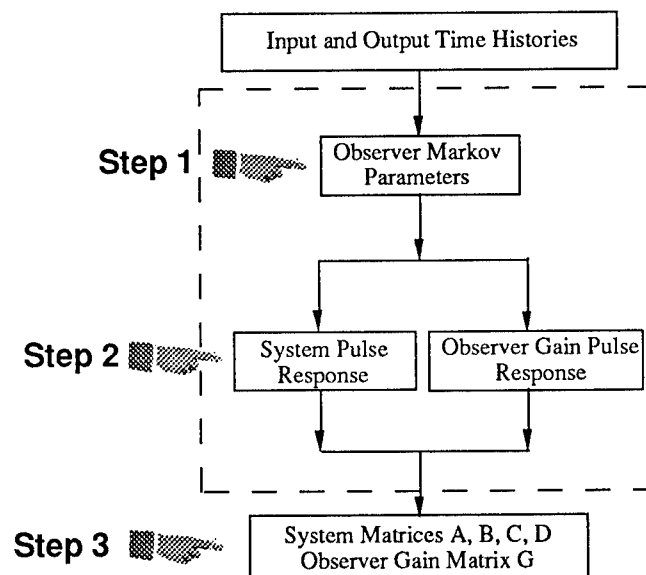 Input and Output Time Histories
Step 1
Observer Markov
Parameters
Step 2
System Pulse
Response
Observer Gain Pulse
Response
Step 3
System Matrices A, B, C, D
Observer Gain Matrix G